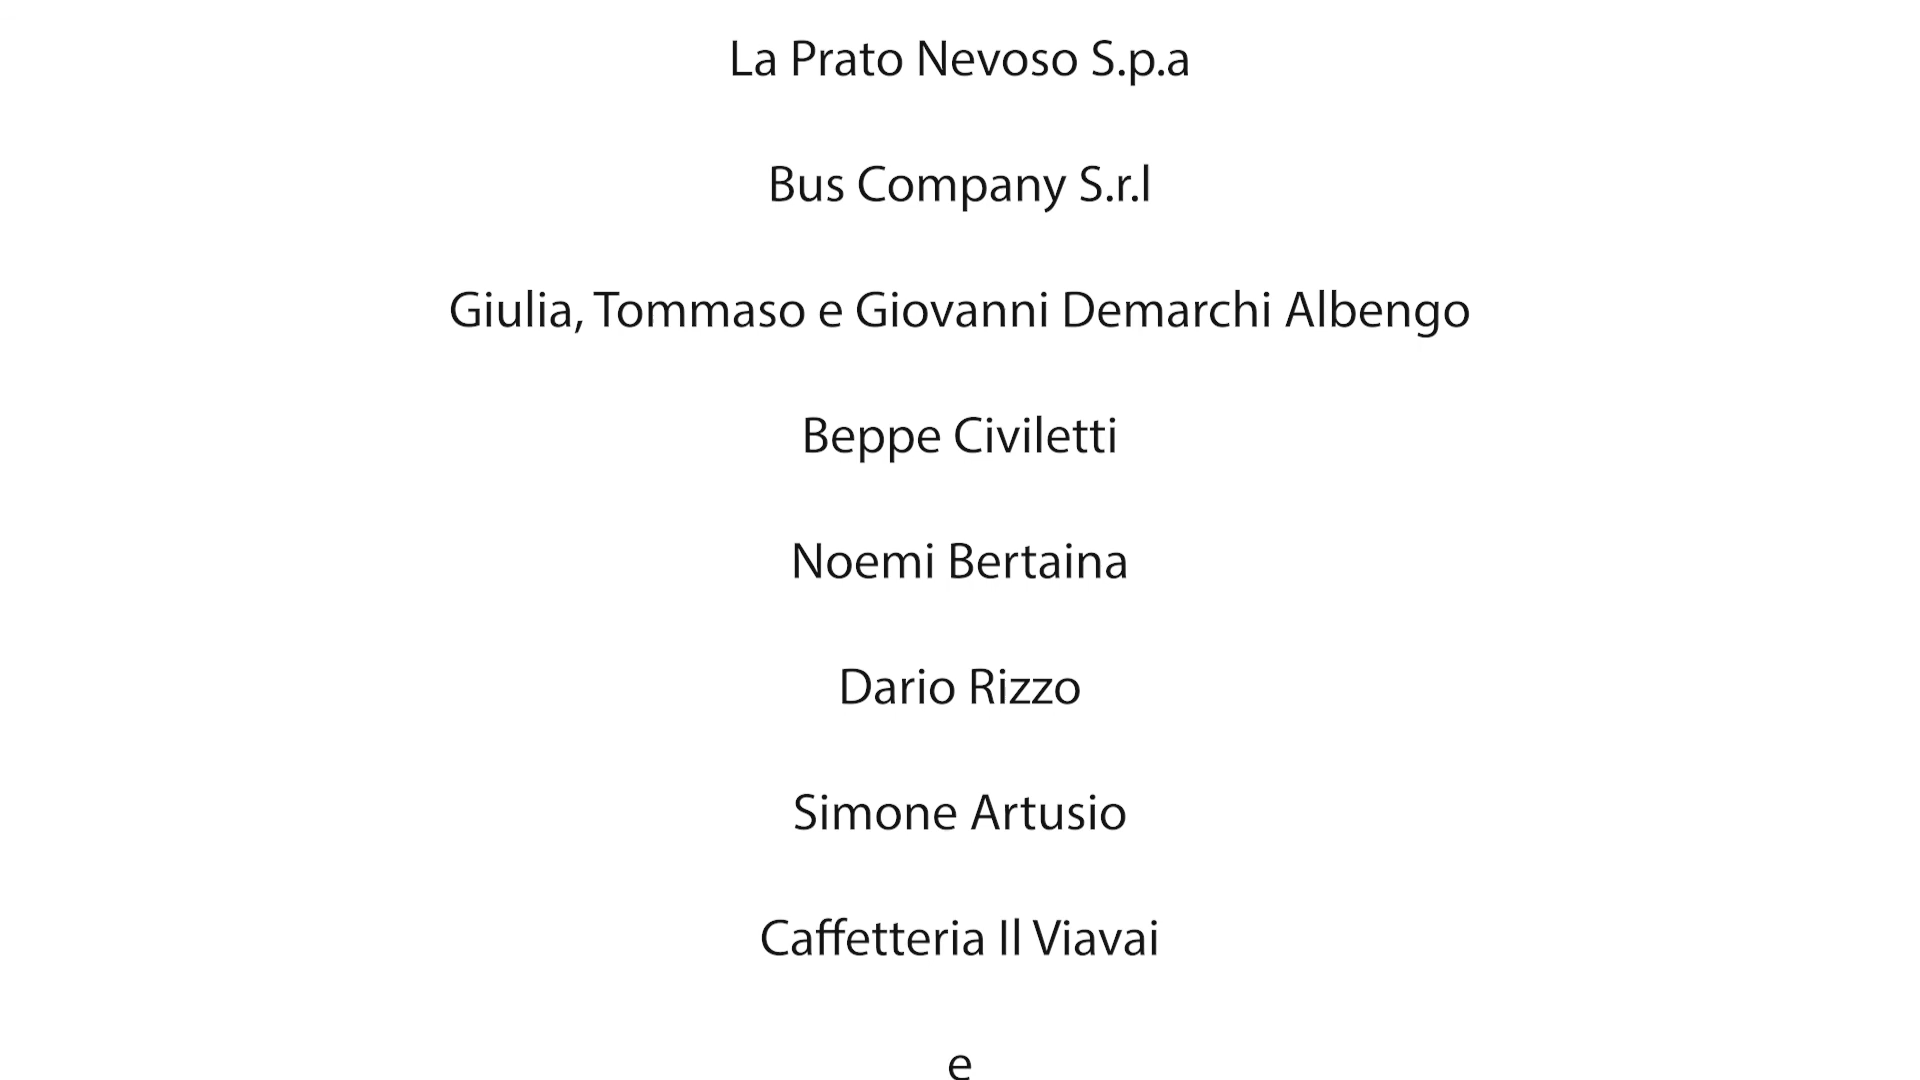 La Prato Nevoso S.p.a
Bus Company S.r.l
Giulia, Tommaso e Giovanni Demarchi Albengo
Beppe Civiletti
Noemi Bertaina
Dario Rizzo
Simone Artusio
Caffetteria Il Viavai
e